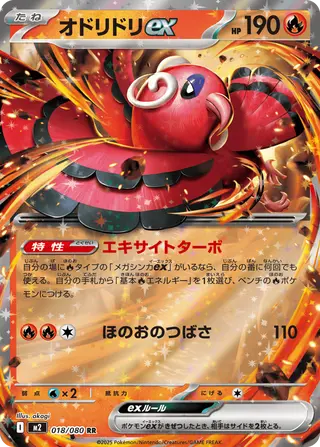 たね
オドリドリex
HP 190
特性 とくせい エキサイトターボ
自分の場に炎タイプの「メガシンカex」がいるなら、自分の番に何回でも
使える。自分の手札から「基本炎エネルギー」を1枚選び、ベンチの炎ポケ
モンにつける。
ほのおのつばさ 110
弱点 ×2 抵抗力 にげる
Illus. akagi
exルール
I M2 018/080 RR
ポケモンexがきぜつしたとき、相手はサイドを2枚とる。
©2025 Pokémon/Nintendo/Creatures/GAME FREAK.